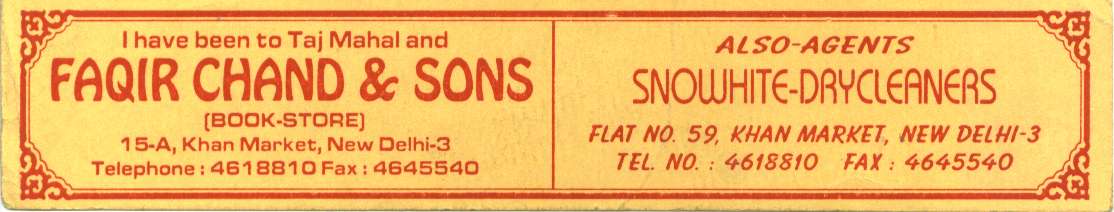 I have been to Taj Mahal and
FAQIR CHAND & SONS
(BOOK-STORE)
15-A, Khan Market, New Delhi-3
Telephone : 4618810 Fax : 4645540
ALSO-AGENTS
SNOWHITE-DRYCLEANERS
FLAT NO. 59, KHAN MARKET, NEW DELHI-3
TEL. NO. : 4618810 FAX : 4645540